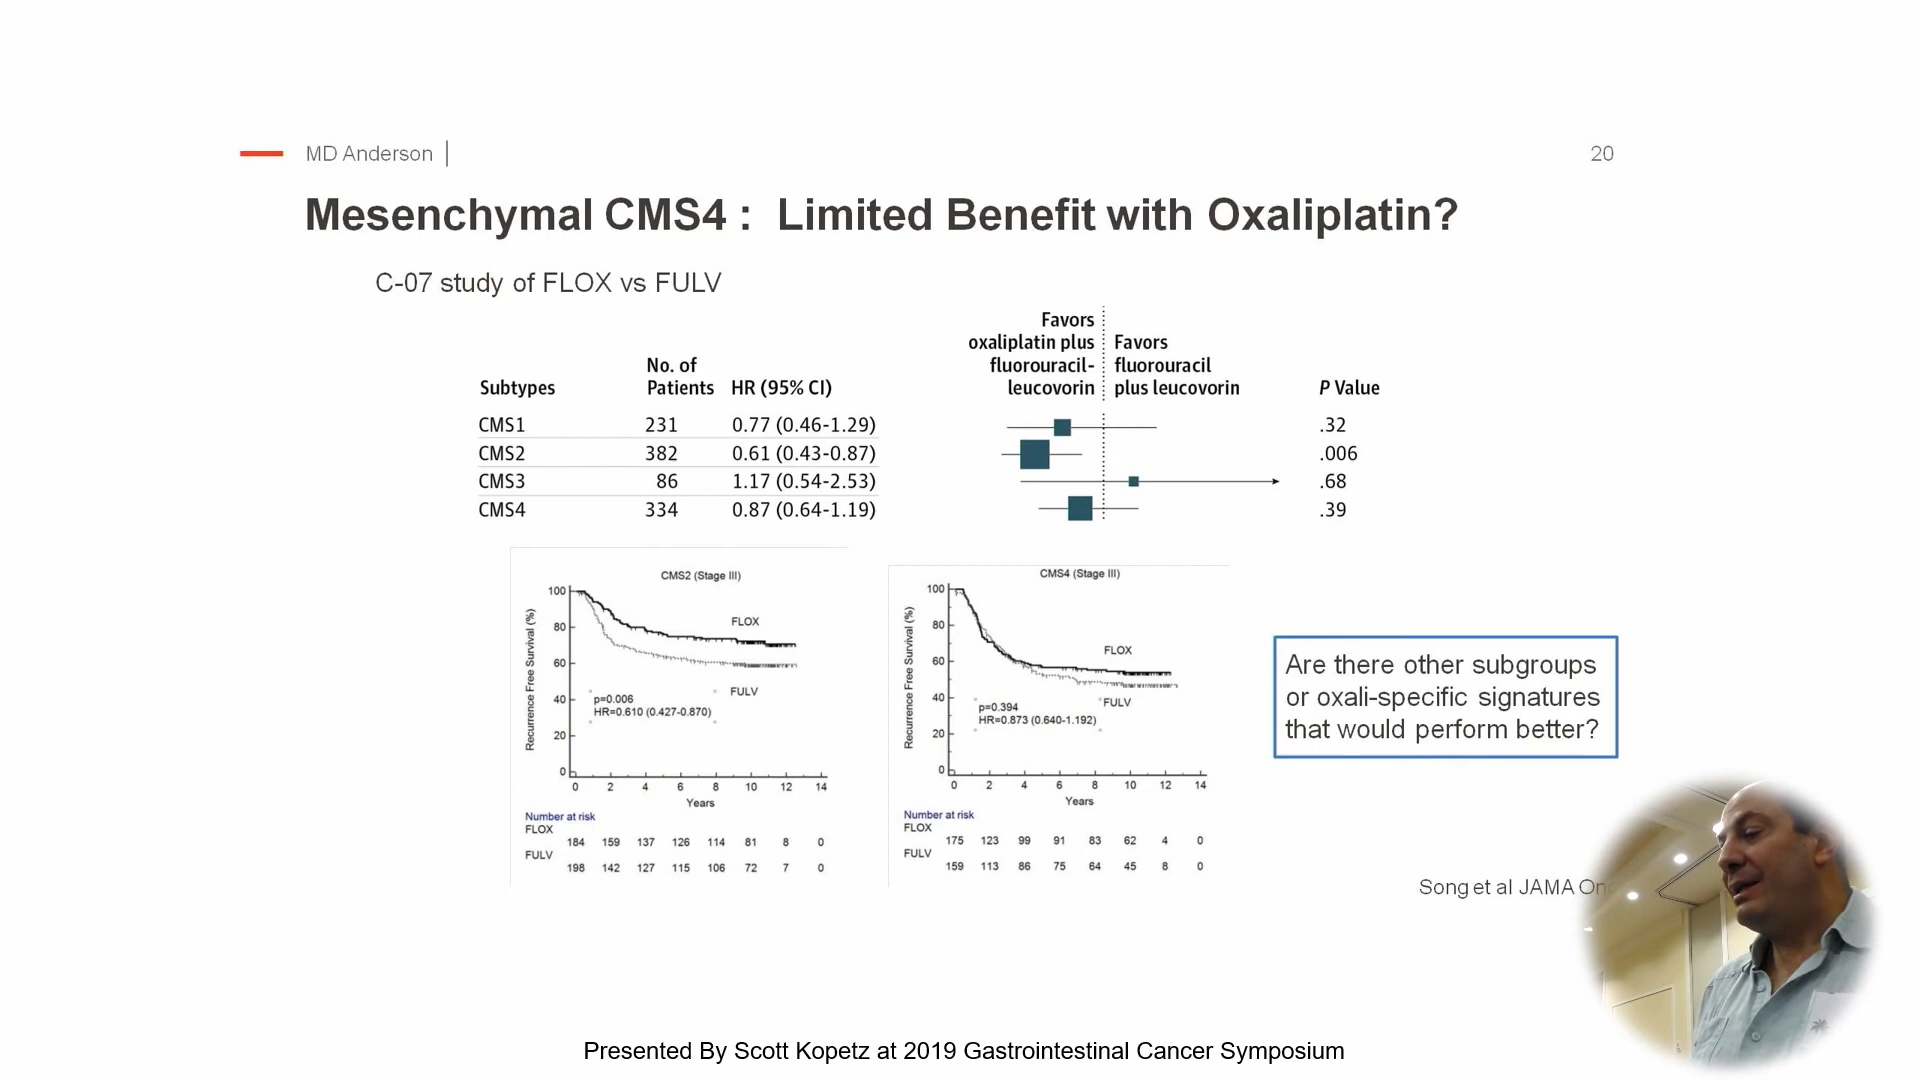 MD Anderson
20
Mesenchymal CMS4 : Limited Benefit with Oxaliplatin?
C-07 study of FLOX vs FULV
Subtypes No. of Patients HR (95% CI) Favors oxaliplatin plus fluorouracil-leucovorin Favors fluorouracil plus leucovorin P Value
CMS1 231 0.77 (0.46-1.29) .32
CMS2 382 0.61 (0.43-0.87) .006
CMS3 86 1.17 (0.54-2.53) .68
CMS4 334 0.87 (0.64-1.19) .39
CMS2 (Stage III)
Recurrence Free Survival (%)
100
80
60
40
20
0
FLOX
FULV
p=0.006
HR=0.610 (0.427-0.870)
0 2 4 6 8 10 12 14
Years
Number at risk
FLOX
184 159 137 126 114 81 8 0
FULV
198 142 127 115 106 72 7 0
CMS4 (Stage III)
Recurrence Free Survival (%)
100
80
60
40
20
0
FLOX
FULV
p=0.394
HR=0.873 (0.640-1.192)
0 2 4 6 8 10 12 14
Years
Number at risk
FLOX
175 123 99 91 83 62 4 0
FULV
159 113 86 75 64 45 8 0
Are there other subgroups
or oxali-specific signatures
that would perform better?
Song et al JAMA
Presented By Scott Kopetz at 2019 Gastrointestinal Cancer Symposium